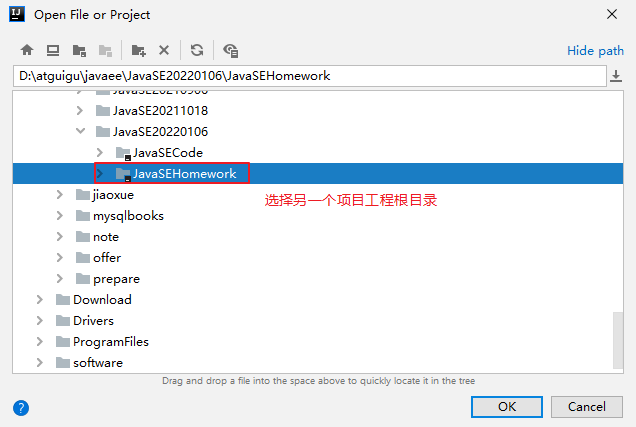 Open File or Project
Hide path
D:\atguigu\javaee\JavaSE20220106\JavaSEHomework
JavaSE20211018
JavaSE20220106
JavaSECode
JavaSEHomework
选择另一个项目工程根目录
jiaoxue
mysqlbooks
note
offer
prepare
Download
Drivers
ProgramFiles
software
Drag and drop a file into the space above to quickly locate it in the tree
?
OK
Cancel